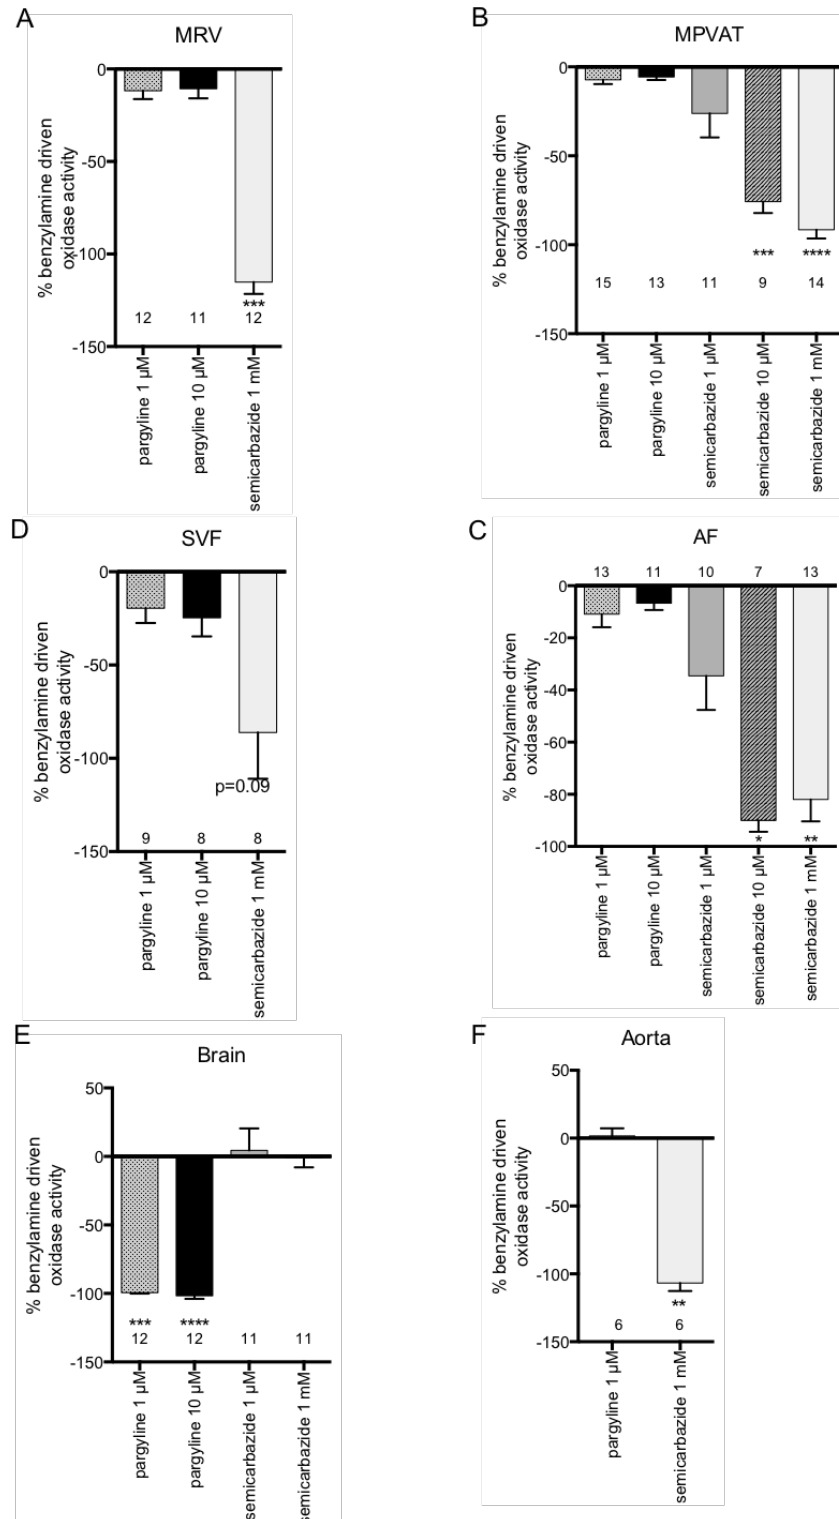 A
MRV
% benzylamine driven
oxidase activity
0
-50
-100
-150
***
12 11 12
pargyline 1 µM
pargyline 10 µM
semicarbazide 1 mM
B
MPVAT
% benzylamine driven
oxidase activity
0
-50
-100
-150
*** ****
15 13 11 9 14
pargyline 1 µM
pargyline 10 µM
semicarbazide 1 µM
semicarbazide 10 µM
semicarbazide 1 mM
D
SVF
% benzylamine driven
oxidase activity
0
-50
-100
-150
p=0.09
9 8 8
pargyline 1 µM
pargyline 10 µM
semicarbazide 1 mM
C
AF
% benzylamine driven
oxidase activity
13 11 10 7 13
0
-20
-40
-60
-80
-100
* **
pargyline 1 µM
pargyline 10 µM
semicarbazide 1 µM
semicarbazide 10 µM
semicarbazide 1 mM
E
Brain
% benzylamine driven
oxidase activity
50
0
-50
-100
-150
*** ****
12 12 11 11
pargyline 1 µM
pargyline 10 µM
semicarbazide 1 µM
semicarbazide 1 mM
F
Aorta
% benzylamine driven
oxidase activity
50
0
-50
-100
-150
**
6 6
pargyline 1 µM
semicarbazide 1 mM